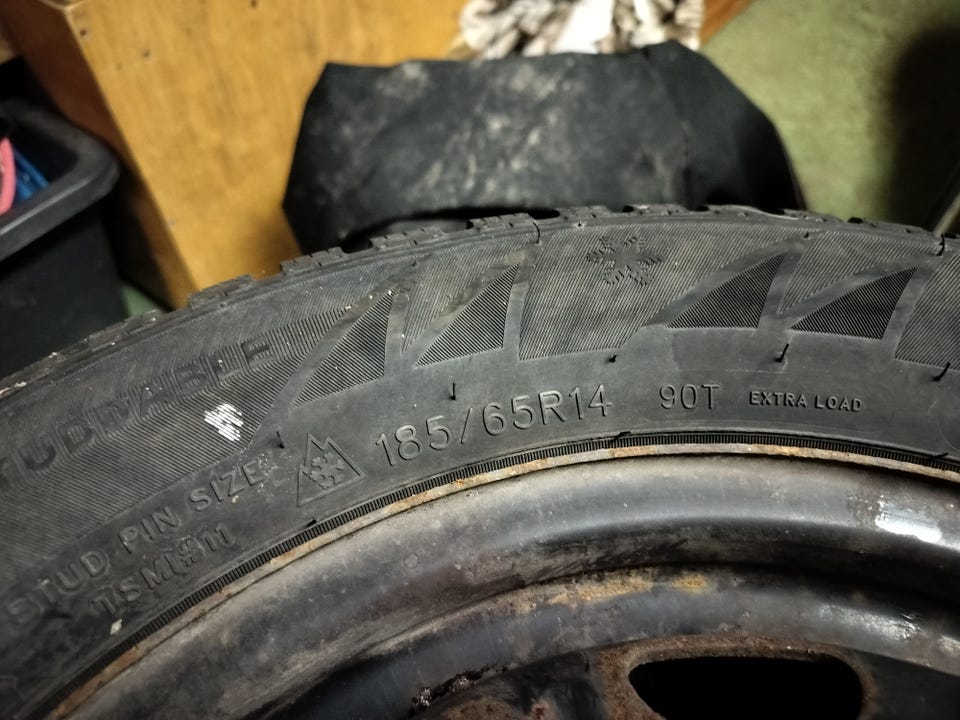 STUDDABLE
STUD PIN SIZE
TSMI#11
185/65R14 90T EXTRA LOAD